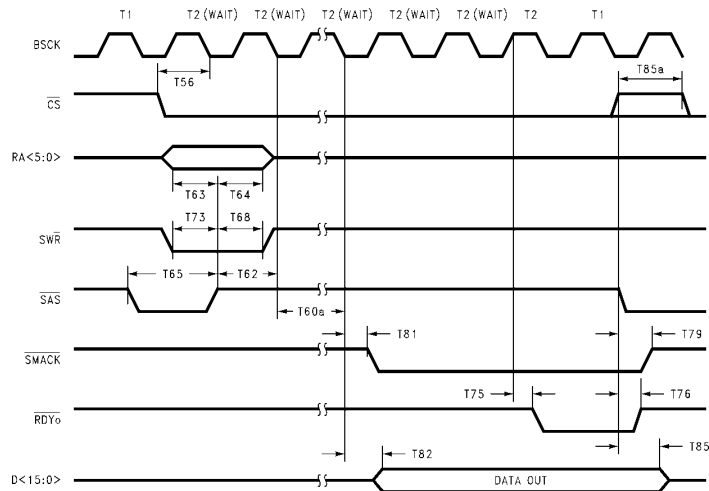 T1 T2 (WAIT) T2 (WAIT) T2 (WAIT) T2 (WAIT) T2 (WAIT) T2 T1
BSCK
T56
T85a
CS
RA<5:0>
T63 T64
T73 T68
SWR
T65 T62
SAS
T60a
T81 T79
SMACK
T75 T76
RDYo
T82 T85
D<15:0> DATA OUT